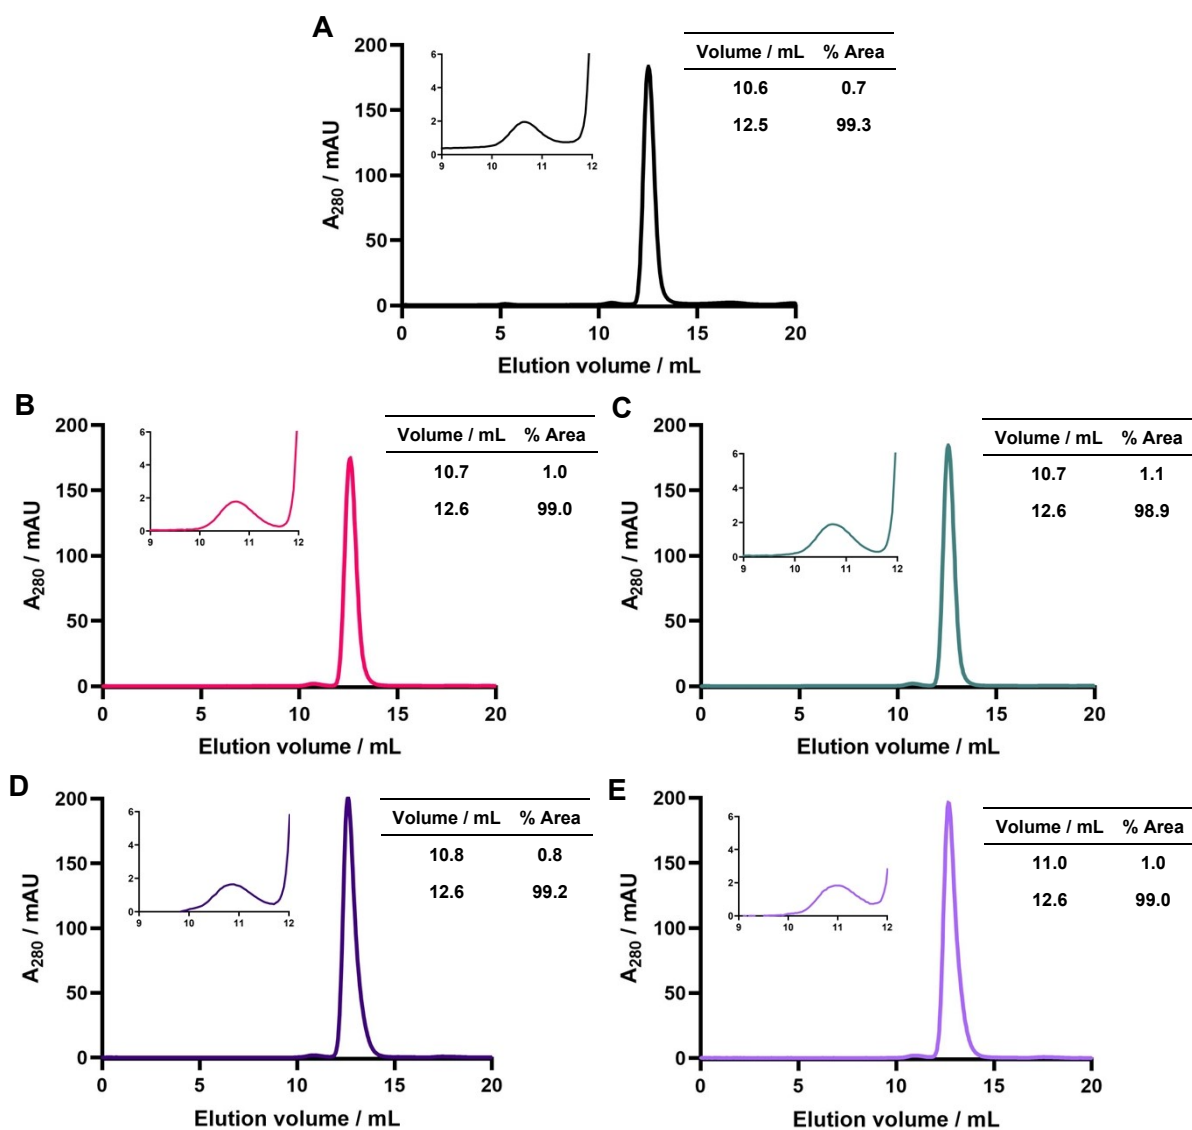 A
Volume / mL % Area
10.6 0.7
12.5 99.3
A280 / mAU
200
150
100
50
0
0 5 10 15 20
Elution volume / mL
6
4
2
0
9 10 11 12
B
Volume / mL % Area
10.7 1.0
12.6 99.0
A280 / mAU
200
150
100
50
0
0 5 10 15 20
Elution volume / mL
6
4
2
0
9 10 11 12
C
Volume / mL % Area
10.7 1.1
12.6 98.9
A280 / mAU
200
150
100
50
0
0 5 10 15 20
Elution volume / mL
6
4
2
0
9 10 11 12
D
Volume / mL % Area
10.8 0.8
12.6 99.2
A280 / mAU
200
150
100
50
0
0 5 10 15 20
Elution volume / mL
6
4
2
0
9 10 11 12
E
Volume / mL % Area
11.0 1.0
12.6 99.0
A280 / mAU
200
150
100
50
0
0 5 10 15 20
Elution volume / mL
6
4
2
0
9 10 11 12